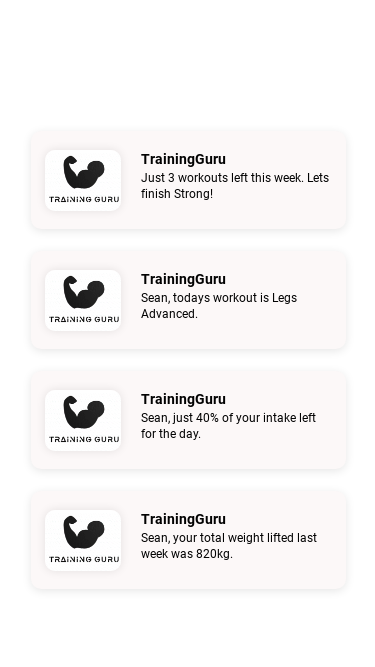 TrainingGuru
Just 3 workouts left this week. Lets
finish Strong!
TRAINING GURU
TrainingGuru
Sean, todays workout is Legs
Advanced.
TRAINING GURU
TrainingGuru
Sean, just 40% of your intake left
for the day.
TRAINING GURU
TrainingGuru
Sean, your total weight lifted last
week was 820kg.
TRAINING GURU